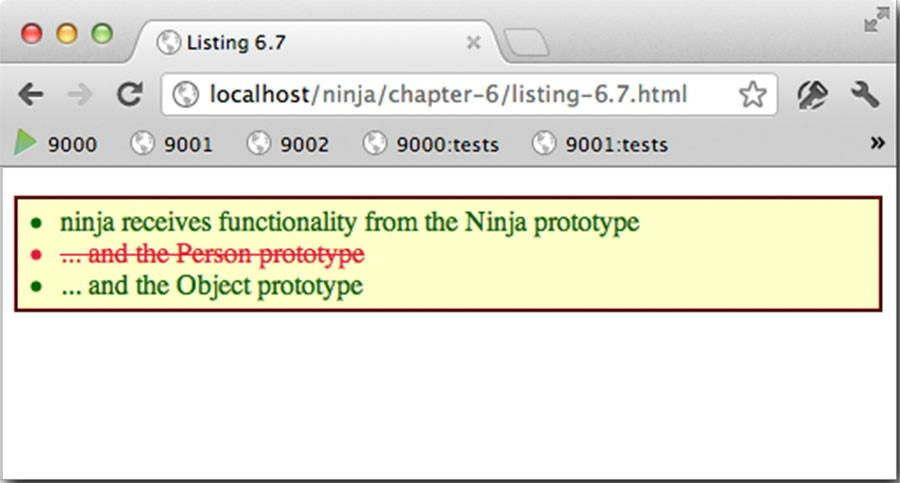 Listing 6.7
localhost/ninja/chapter-6/listing-6.7.html
9000 9001 9002 9000:tests 9001:tests »
ninja receives functionality from the Ninja prototype
... and the Person prototype
... and the Object prototype